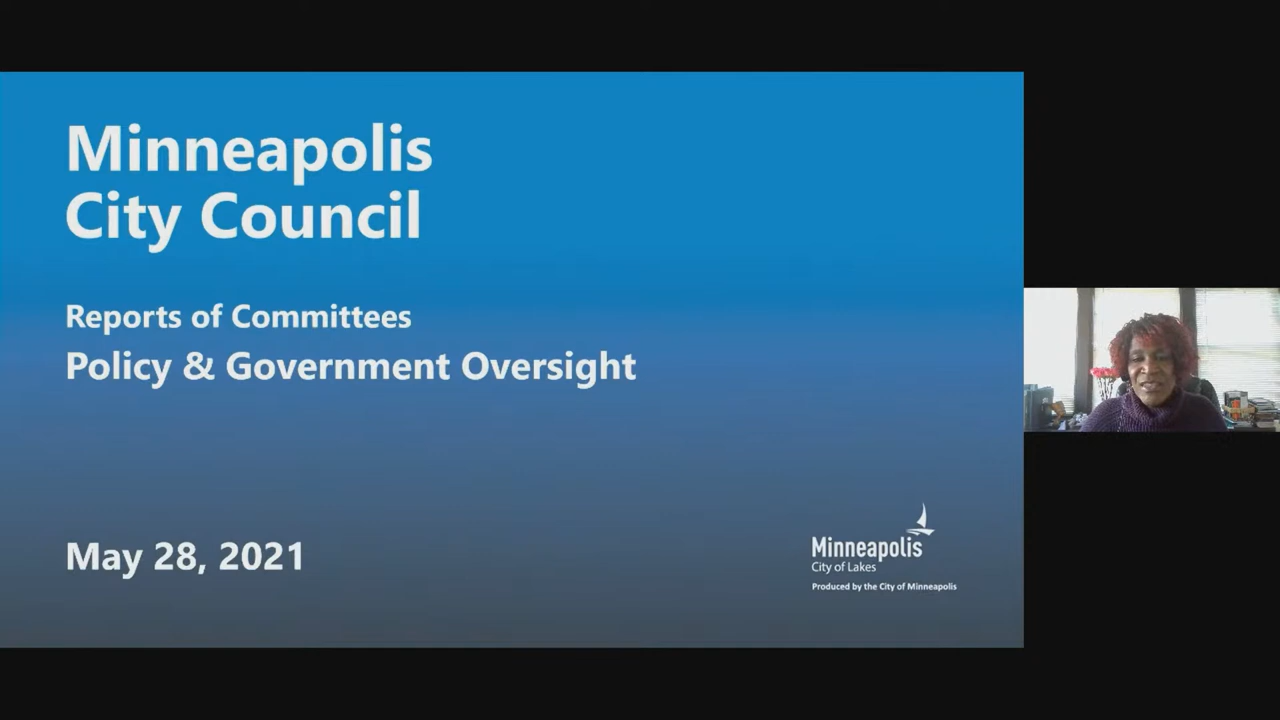 Minneapolis
City Council
Reports of Committees
Policy & Government Oversight
May 28, 2021
Minneapolis
City of Lakes
Produced by the City of Minneapolis